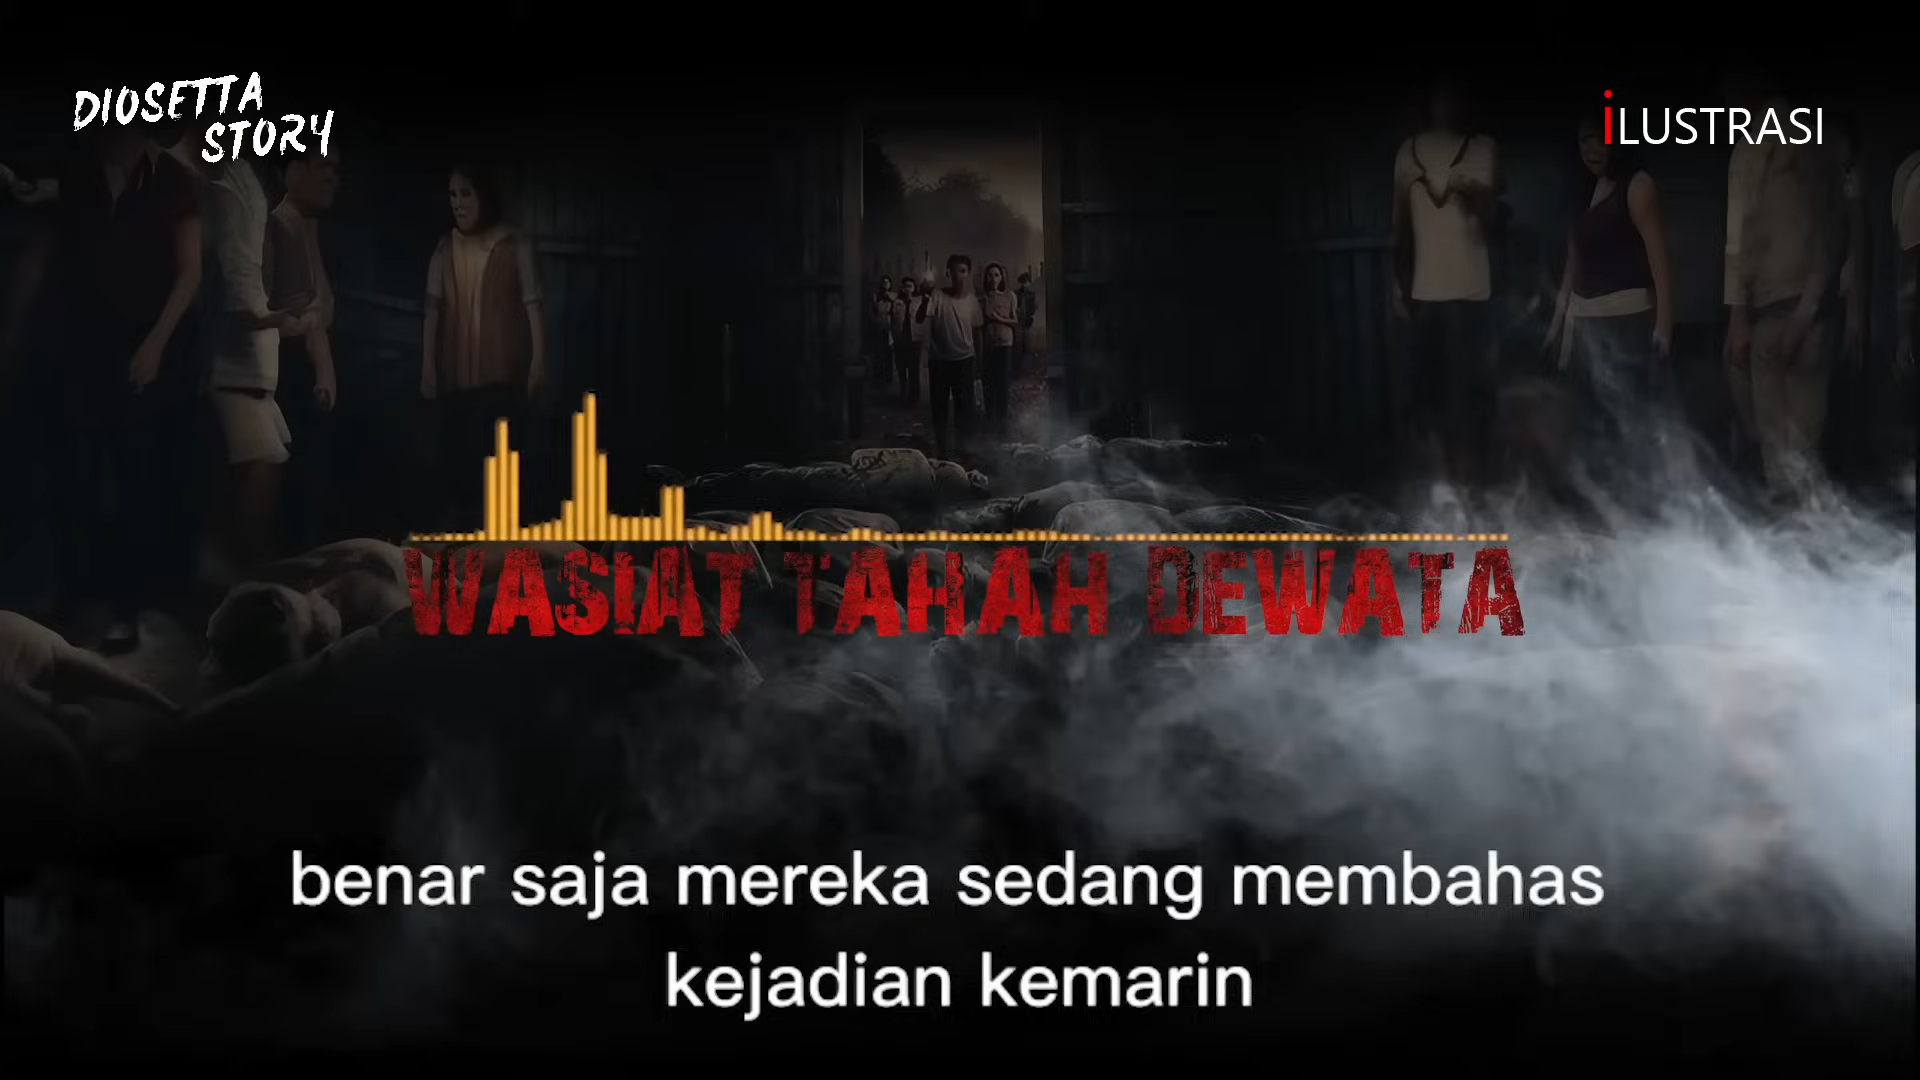 DIOSETTA
STORY
iLUSTRASI
WASIAT TAHAH DEWATA
benar saja mereka sedang membahas
kejadian kemarin